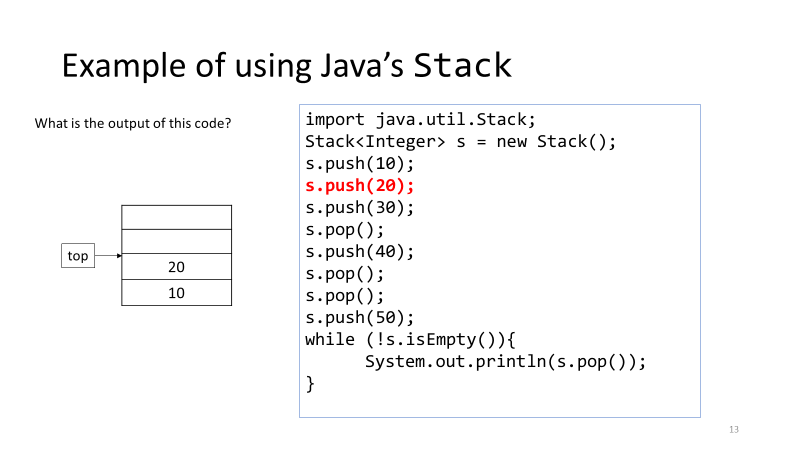 Example of using Java's Stack
What is the output of this code?
top
20
10
import java.util.Stack;
Stack<Integer> s = new Stack();
s.push(10);
s.push(20);
s.push(30);
s.pop();
s.push(40);
s.pop();
s.pop();
s.push(50);
while (!s.isEmpty()){
      System.out.println(s.pop());
}
13